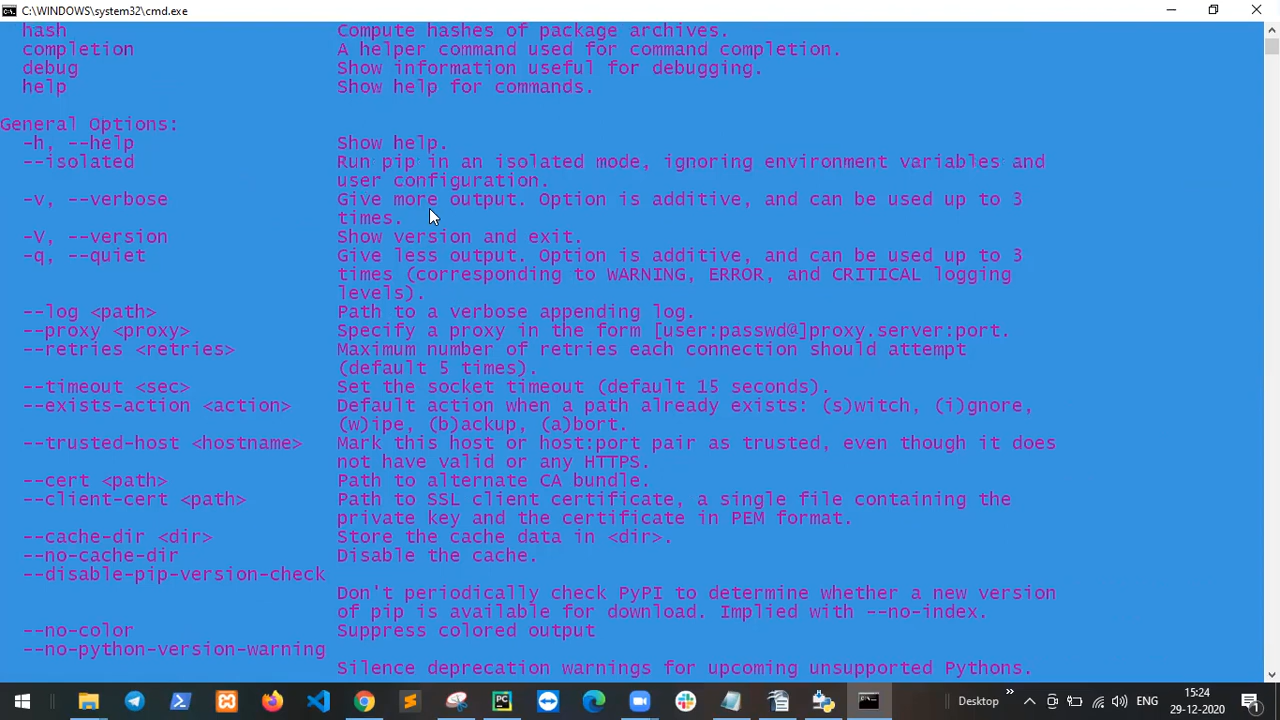 C:\WINDOWS\system32\cmd.exe
hash Compute hashes of package archives.
completion A helper command used for command completion.
debug Show information useful for debugging.
help Show help for commands.
General Options:
-h, --help Show help.
--isolated Run pip in an isolated mode, ignoring environment variables and
user configuration.
-v, --verbose Give more output. Option is additive, and can be used up to 3
times.
-V, --version Show version and exit.
-q, --quiet Give less output. Option is additive, and can be used up to 3
times (corresponding to WARNING, ERROR, and CRITICAL logging
levels).
--log <path> Path to a verbose appending log.
--proxy <proxy> Specify a proxy in the form [user:passwd@]proxy.server:port.
--retries <retries> Maximum number of retries each connection should attempt
(default 5 times).
--timeout <sec> Set the socket timeout (default 15 seconds).
--exists-action <action> Default action when a path already exists: (s)witch, (i)gnore,
(w)ipe, (b)ackup, (a)bort.
--trusted-host <hostname> Mark this host or host:port pair as trusted, even though it does
not have valid or any HTTPS.
--cert <path> Path to alternate CA bundle.
--client-cert <path> Path to SSL client certificate, a single file containing the
private key and the certificate in PEM format.
--cache-dir <dir> Store the cache data in <dir>.
--no-cache-dir Disable the cache.
--disable-pip-version-check
Don't periodically check PyPI to determine whether a new version
of pip is available for download. Implied with --no-index.
--no-color Suppress colored output
--no-python-version-warning
Silence deprecation warnings for upcoming unsupported Pythons.
Desktop
ENG
15:24
29-12-2020